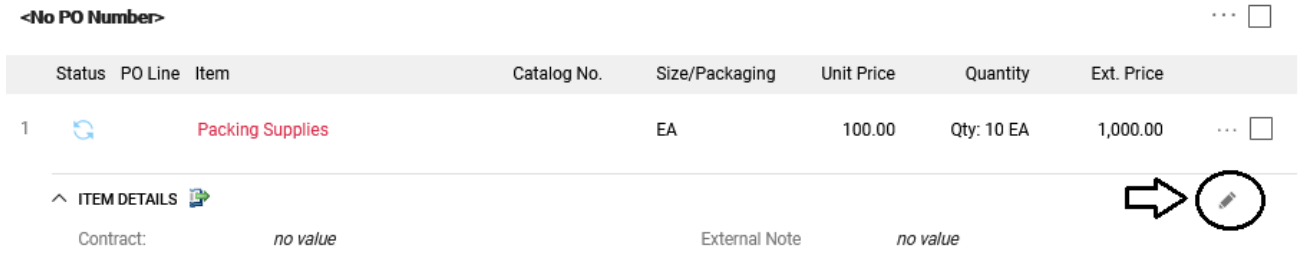 <No PO Number> ...
Status PO Line Item Catalog No. Size/Packaging Unit Price Quantity Ext. Price
1 Packing Supplies EA 100.00 Qty: 10 EA 1,000.00 ...
ITEM DETAILS
Contract: no value External Note no value